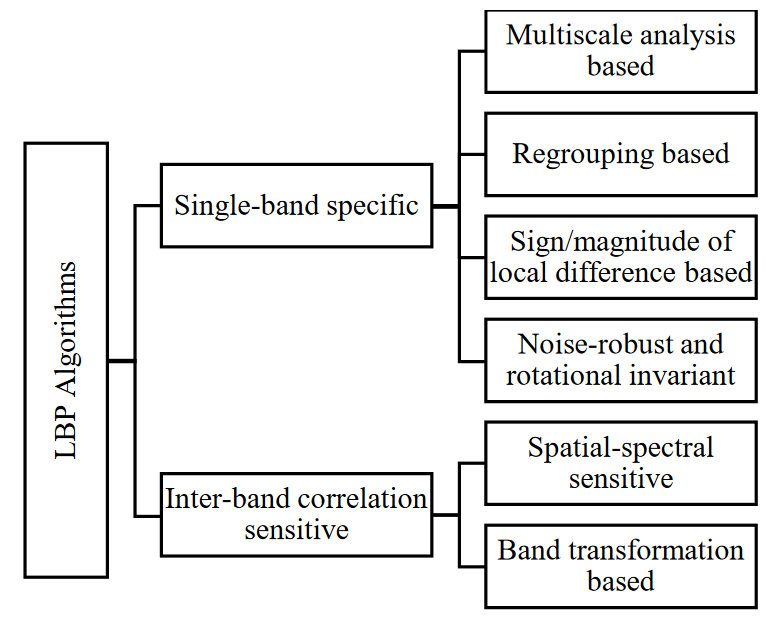 LBP Algorithms
Single-band specific
Multiscale analysis
based
Regrouping based
Sign/magnitude of
local difference based
Noise-robust and
rotational invariant
Inter-band correlation
sensitive
Spatial-spectral
sensitive
Band transformation
based